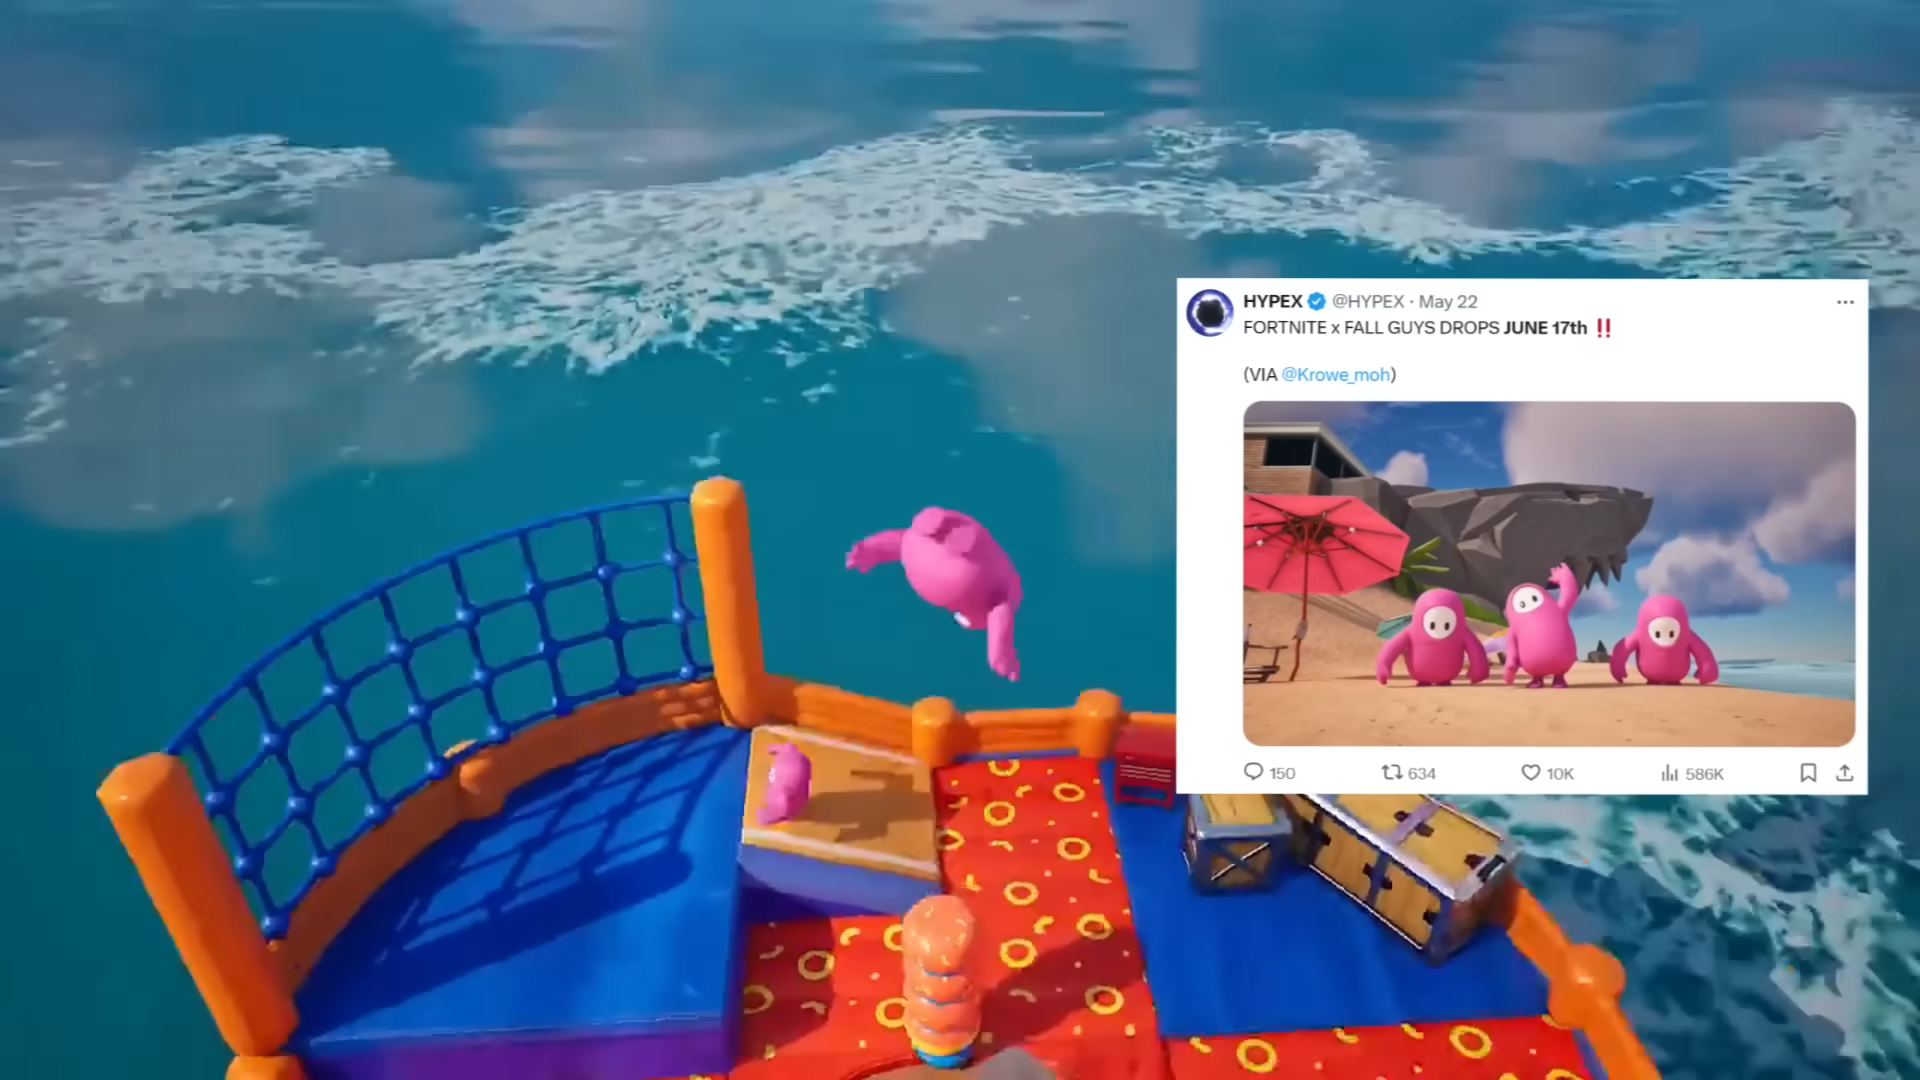 HYPEX @HYPEX · May 22
FORTNITE x FALL GUYS DROPS JUNE 17th ‼️
(VIA @Krowe_moh)
150 634 10K 586K